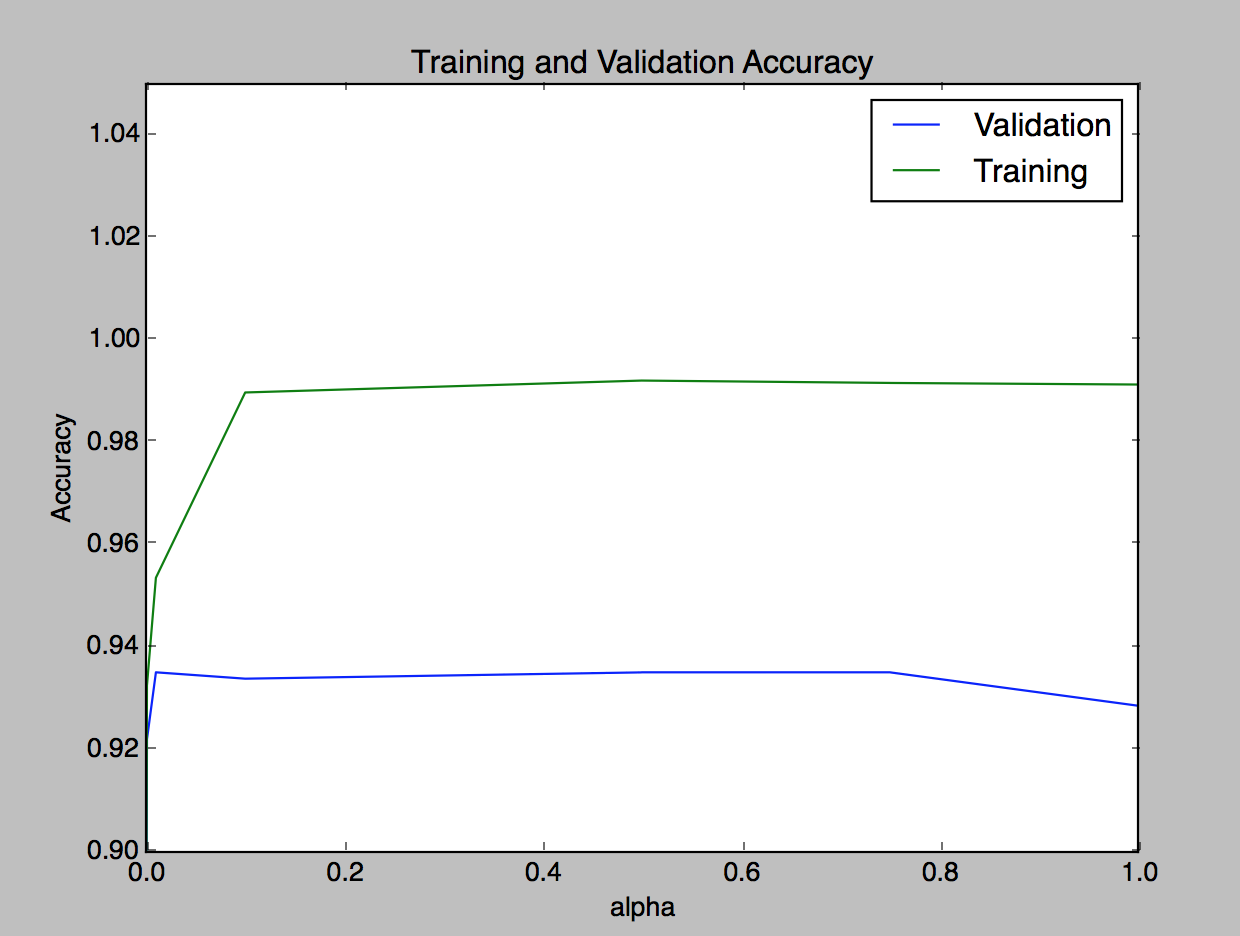 Training and Validation Accuracy
Validation
Training
1.04
1.02
1.00
0.98
0.96
0.94
0.92
0.90
Accuracy
0.0 0.2 0.4 0.6 0.8 1.0
alpha